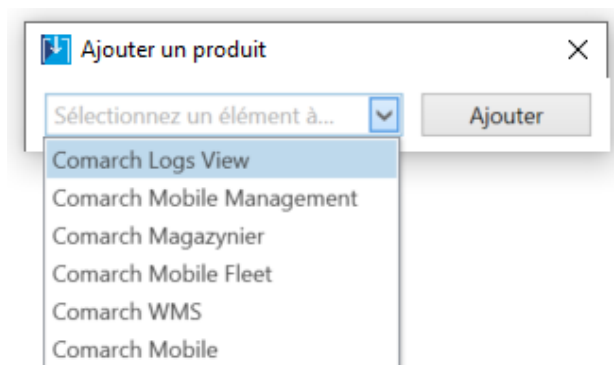 Ajouter un produit
Sélectionnez un élément à... Ajouter
Comarch Logs View
Comarch Mobile Management
Comarch Magazynier
Comarch Mobile Fleet
Comarch WMS
Comarch Mobile